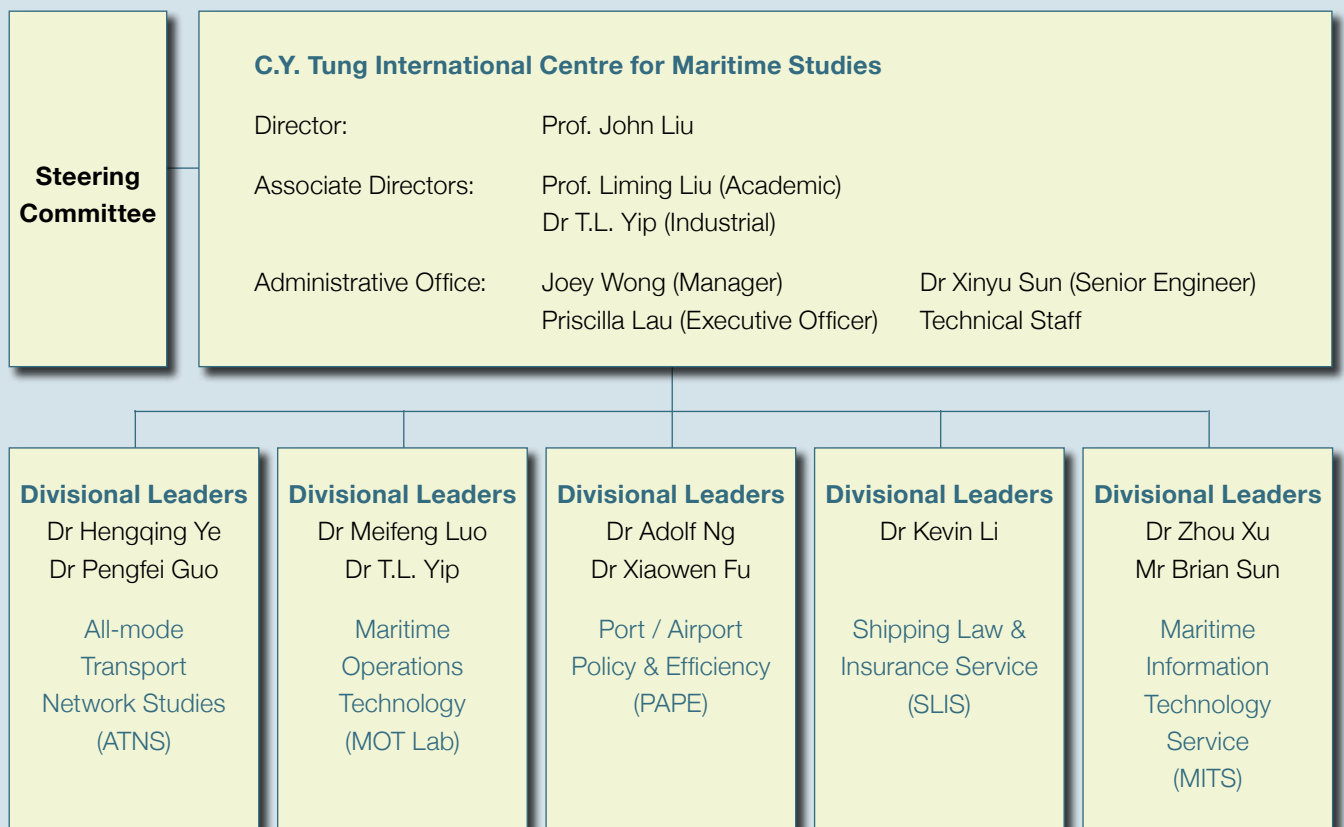 Steering
Committee
C.Y. Tung International Centre for Maritime Studies
Director: Prof. John Liu
Associate Directors: Prof. Liming Liu (Academic)
Dr T.L. Yip (Industrial)
Administrative Office: Joey Wong (Manager) Dr Xinyu Sun (Senior Engineer)
Priscilla Lau (Executive Officer) Technical Staff
Divisional Leaders
Dr Hengqing Ye
Dr Pengfei Guo
All-mode
Transport
Network Studies
(ATNS)
Divisional Leaders
Dr Meifeng Luo
Dr T.L. Yip
Maritime
Operations
Technology
(MOT Lab)
Divisional Leaders
Dr Adolf Ng
Dr Xiaowen Fu
Port / Airport
Policy & Efficiency
(PAPE)
Divisional Leaders
Dr Kevin Li
Shipping Law &
Insurance Service
(SLIS)
Divisional Leaders
Dr Zhou Xu
Mr Brian Sun
Maritime
Information
Technology
Service
(MITS)